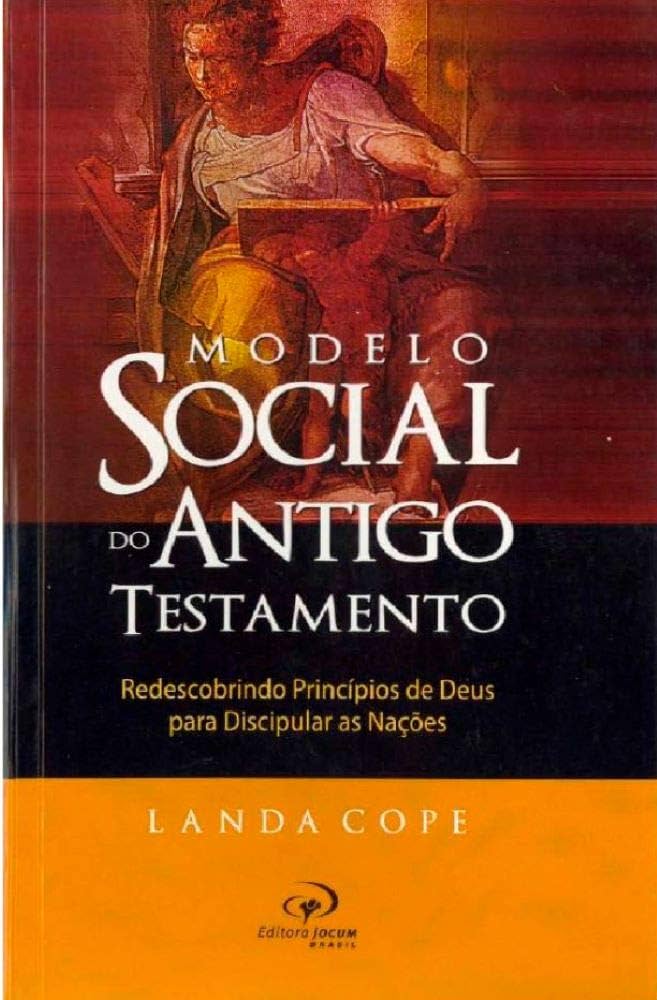 MODELO
SOCIAL
DO ANTIGO
TESTAMENTO
Redescobrindo Princípios de Deus
para Discipular as Nações
LANDA COPE
Editora JOCUM
BRASIL